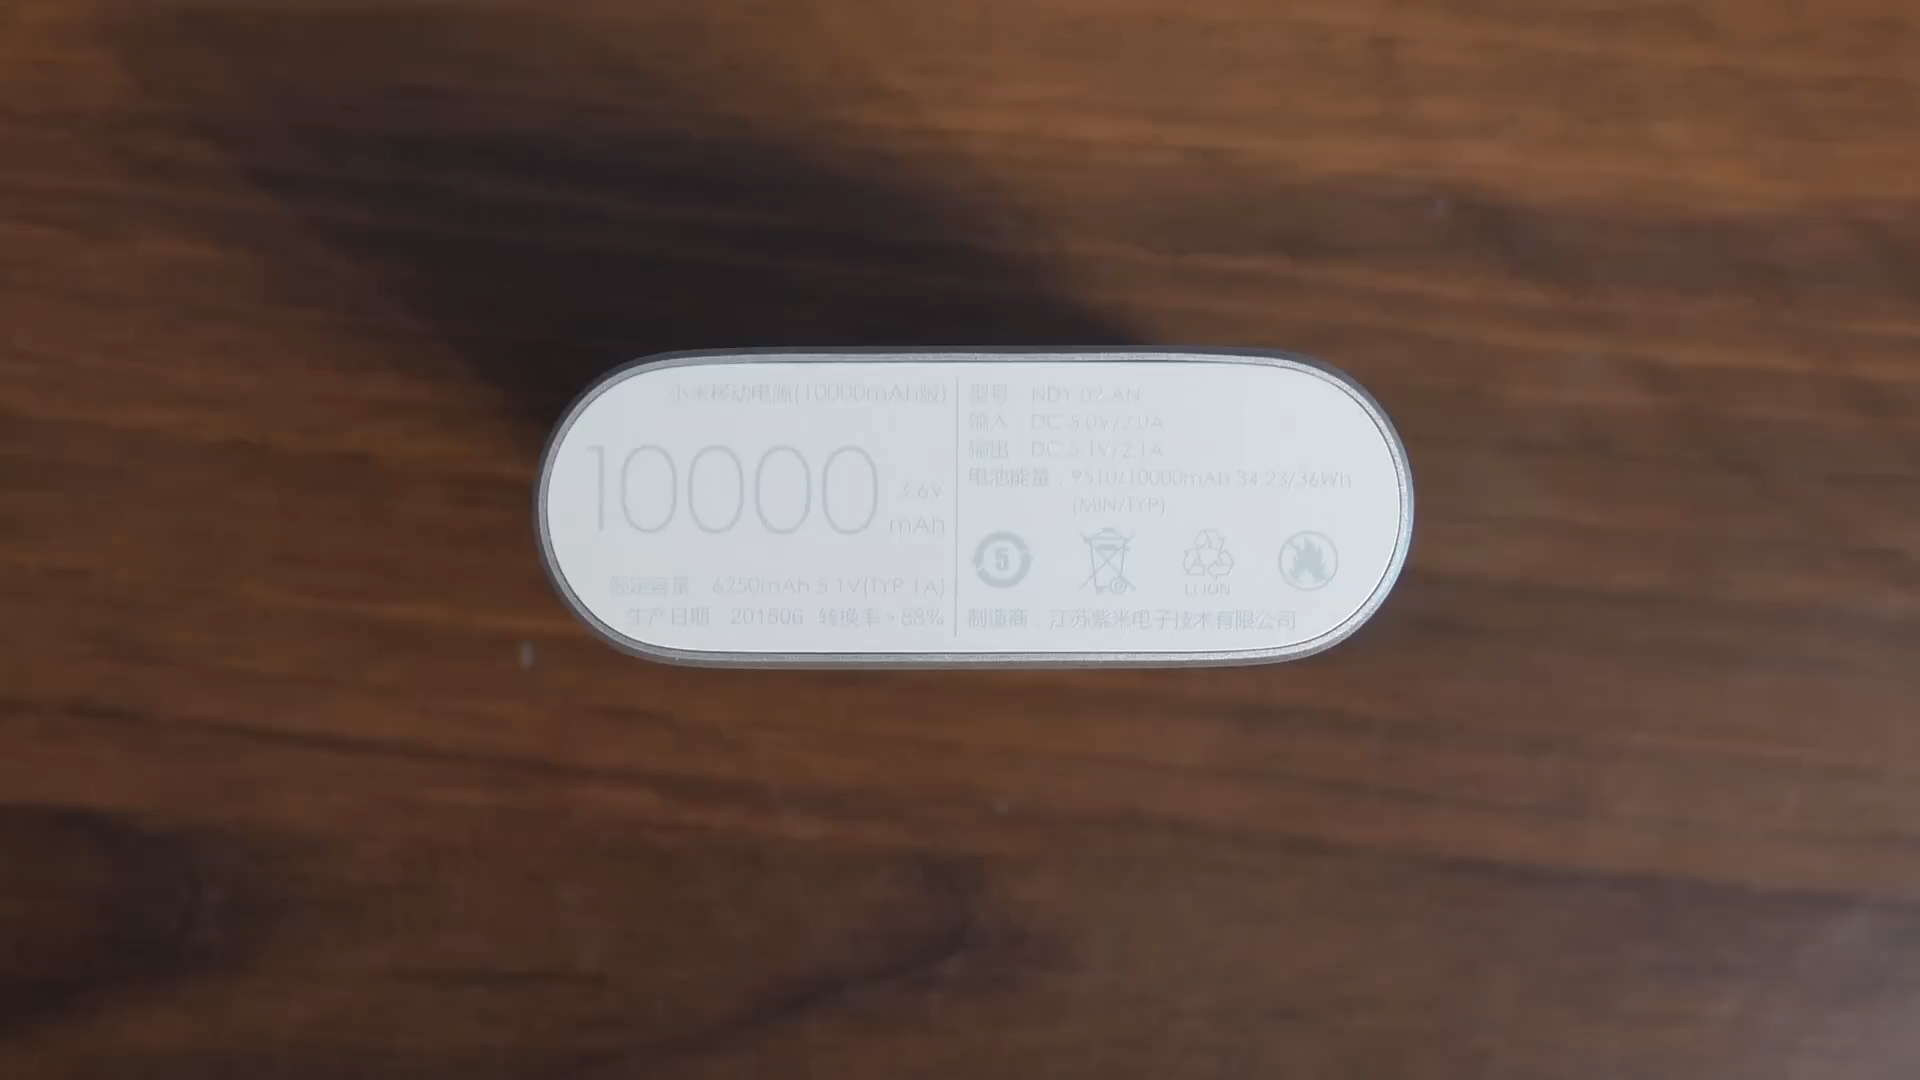 小米移动电源(10000mAh版)
10000 3.6V
mAh
额定容量 6250mAh 5.1V(TYP 1A)
生产日期 201506 转换率>88%
型号：NDY-02-AN
输入：DC 5.0V/2.0A
输出：DC 5.1V/2.1A
电池能量：9510/10000mAh 34.23/36Wh
(MIN/TYP)
5
LI-ION
制造商：江苏紫米电子技术有限公司